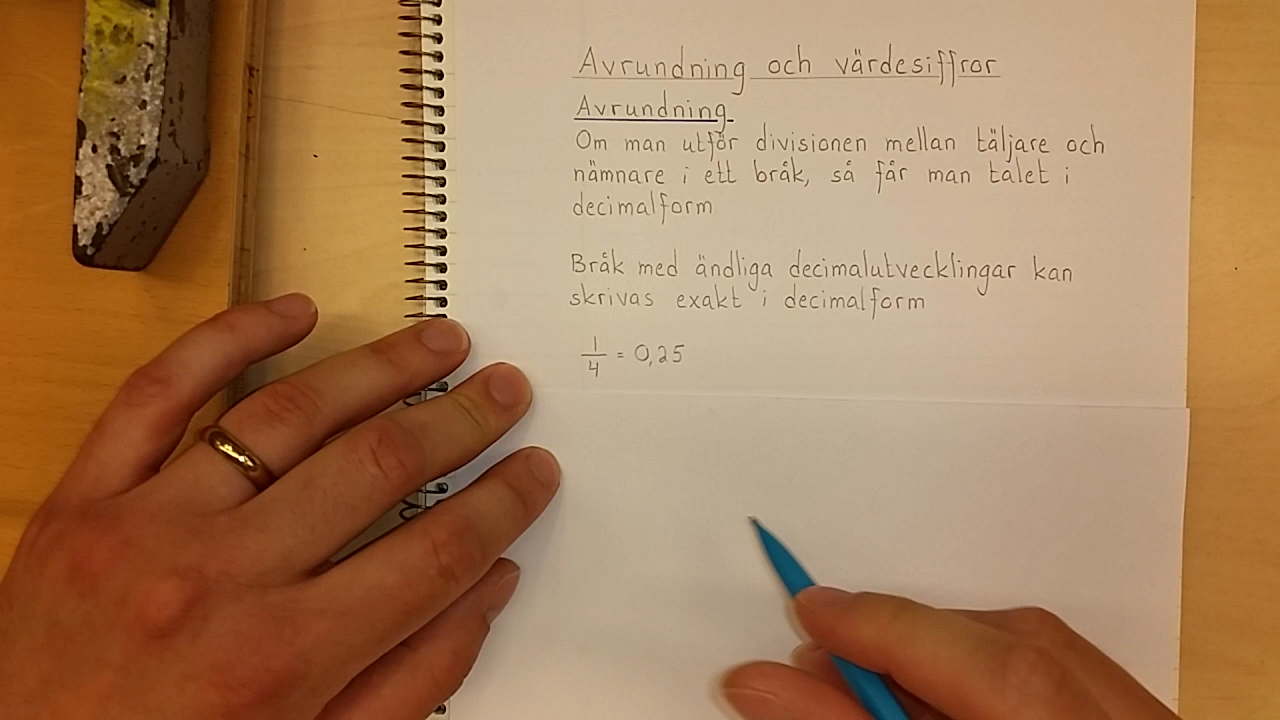 Avrundning och värdesiffror
Avrundning
Om man utför divisionen mellan täljare och
nämnare i ett bråk, så får man talet i
decimalform
Bråk med ändliga decimalutvecklingar kan
skrivas exakt i decimalform
1/4 = 0,25